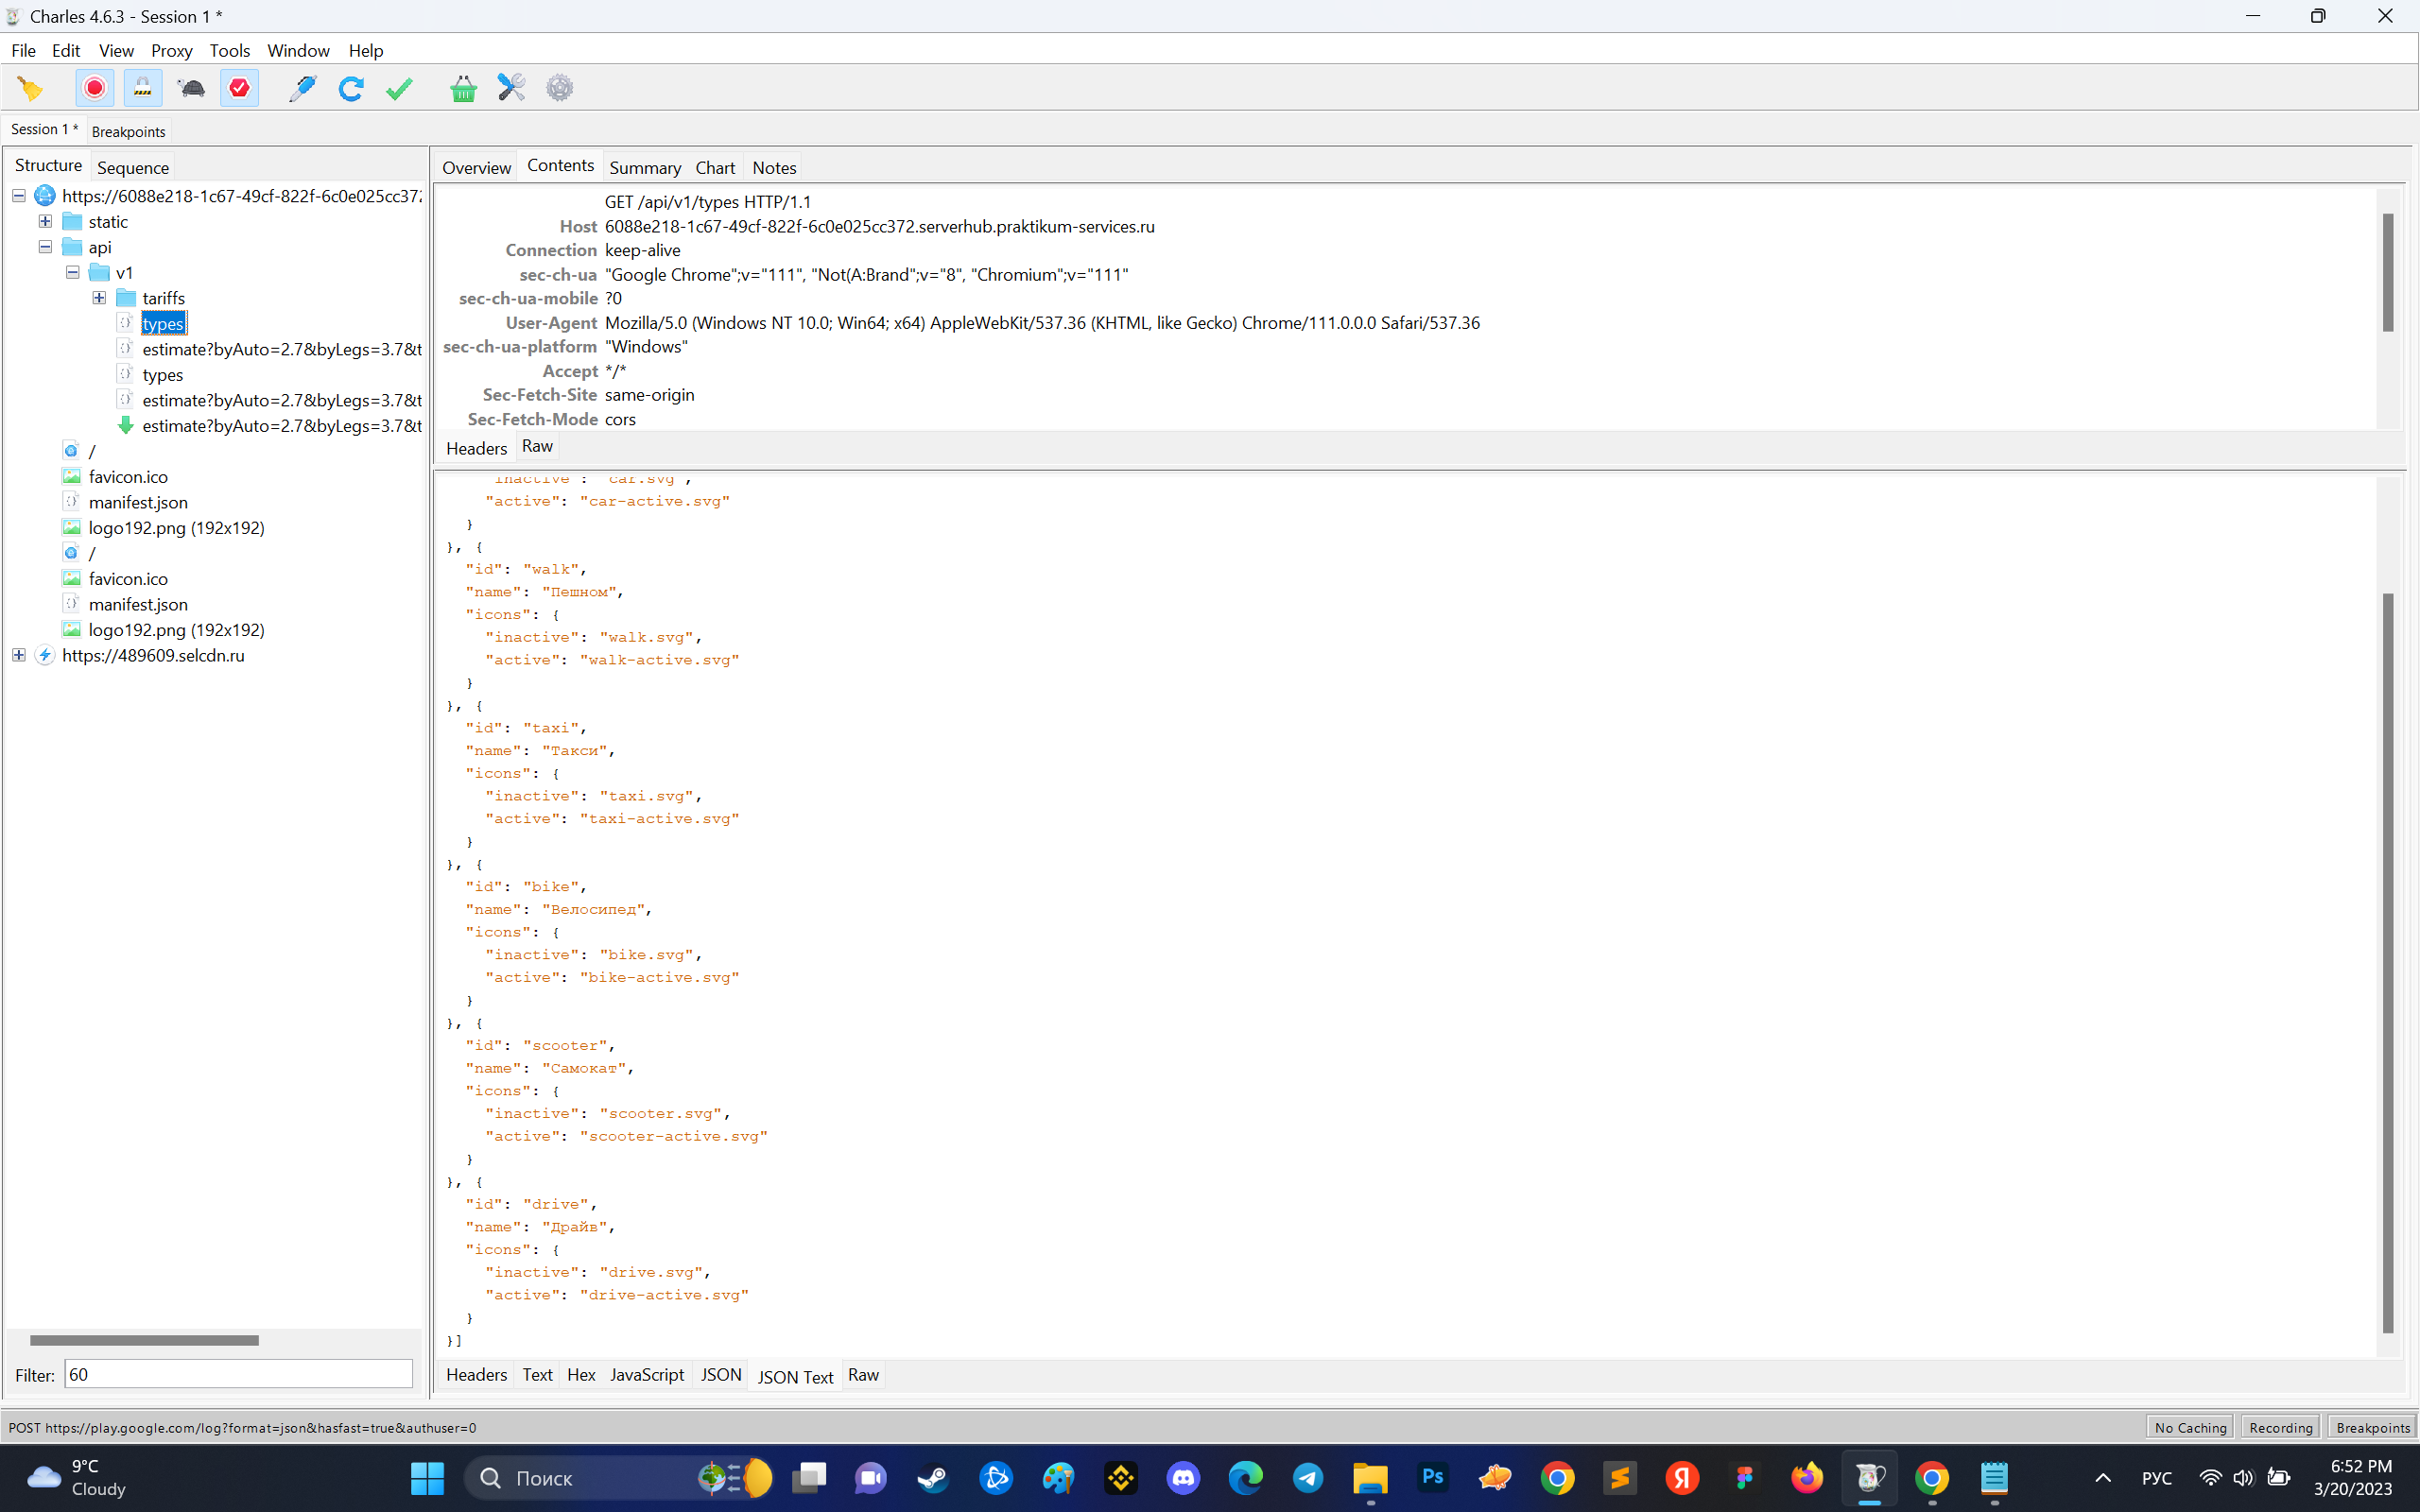 Charles 4.6.3 - Session 1 *
File Edit View Proxy Tools Window Help
Session 1 * Breakpoints
Structure Sequence
https://6088e218-1c67-49cf-822f-6c0e025cc372
static
api
v1
tariffs
types
estimate?byAuto=2.7&byLegs=3.7&t
types
estimate?byAuto=2.7&byLegs=3.7&t
estimate?byAuto=2.7&byLegs=3.7&t
/
favicon.ico
manifest.json
logo192.png (192x192)
/
favicon.ico
manifest.json
logo192.png (192x192)
https://489609.selcdn.ru
Filter: 60
Overview Contents Summary Chart Notes
GET /api/v1/types HTTP/1.1
Host 6088e218-1c67-49cf-822f-6c0e025cc372.serverhub.praktikum-services.ru
Connection keep-alive
sec-ch-ua "Google Chrome";v="111", "Not(A:Brand";v="8", "Chromium";v="111"
sec-ch-ua-mobile ?0
User-Agent Mozilla/5.0 (Windows NT 10.0; Win64; x64) AppleWebKit/537.36 (KHTML, like Gecko) Chrome/111.0.0.0 Safari/537.36
sec-ch-ua-platform "Windows"
Accept */*
Sec-Fetch-Site same-origin
Sec-Fetch-Mode cors
Headers Raw
"inactive": "car.svg",
"active": "car-active.svg"
}
}, {
"id": "walk",
"name": "Пешном",
"icons": {
"inactive": "walk.svg",
"active": "walk-active.svg"
}
}, {
"id": "taxi",
"name": "Такси",
"icons": {
"inactive": "taxi.svg",
"active": "taxi-active.svg"
}
}, {
"id": "bike",
"name": "Велосипед",
"icons": {
"inactive": "bike.svg",
"active": "bike-active.svg"
}
}, {
"id": "scooter",
"name": "Самокат",
"icons": {
"inactive": "scooter.svg",
"active": "scooter-active.svg"
}
}, {
"id": "drive",
"name": "Драйв",
"icons": {
"inactive": "drive.svg",
"active": "drive-active.svg"
}
}]
Headers Text Hex JavaScript JSON JSON Text Raw
POST https://play.google.com/log?format=json&hasfast=true&authuser=0
No Caching Recording Breakpoints
9°C
Cloudy
Поиск
Ps
Я
РУС
6:52 PM
3/20/2023